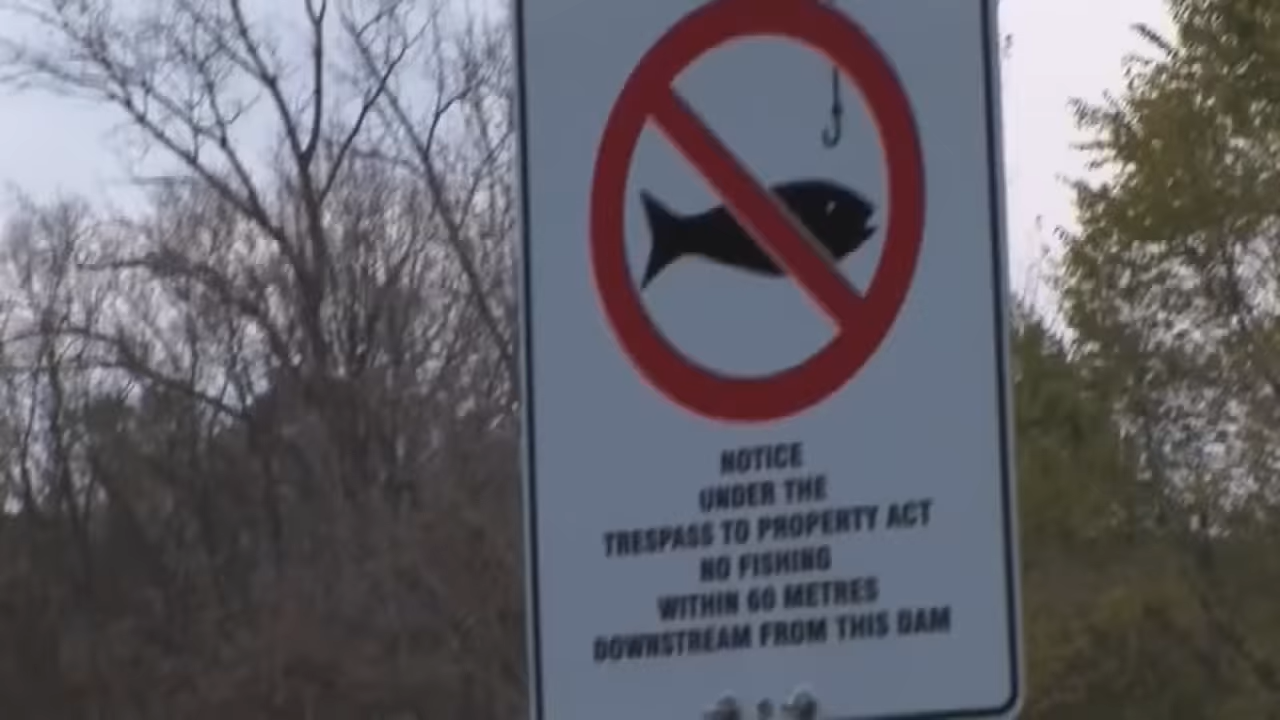 NOTICE
UNDER THE
TRESPASS TO PROPERTY ACT
NO FISHING
WITHIN 60 METRES
DOWNSTREAM FROM THIS DAM